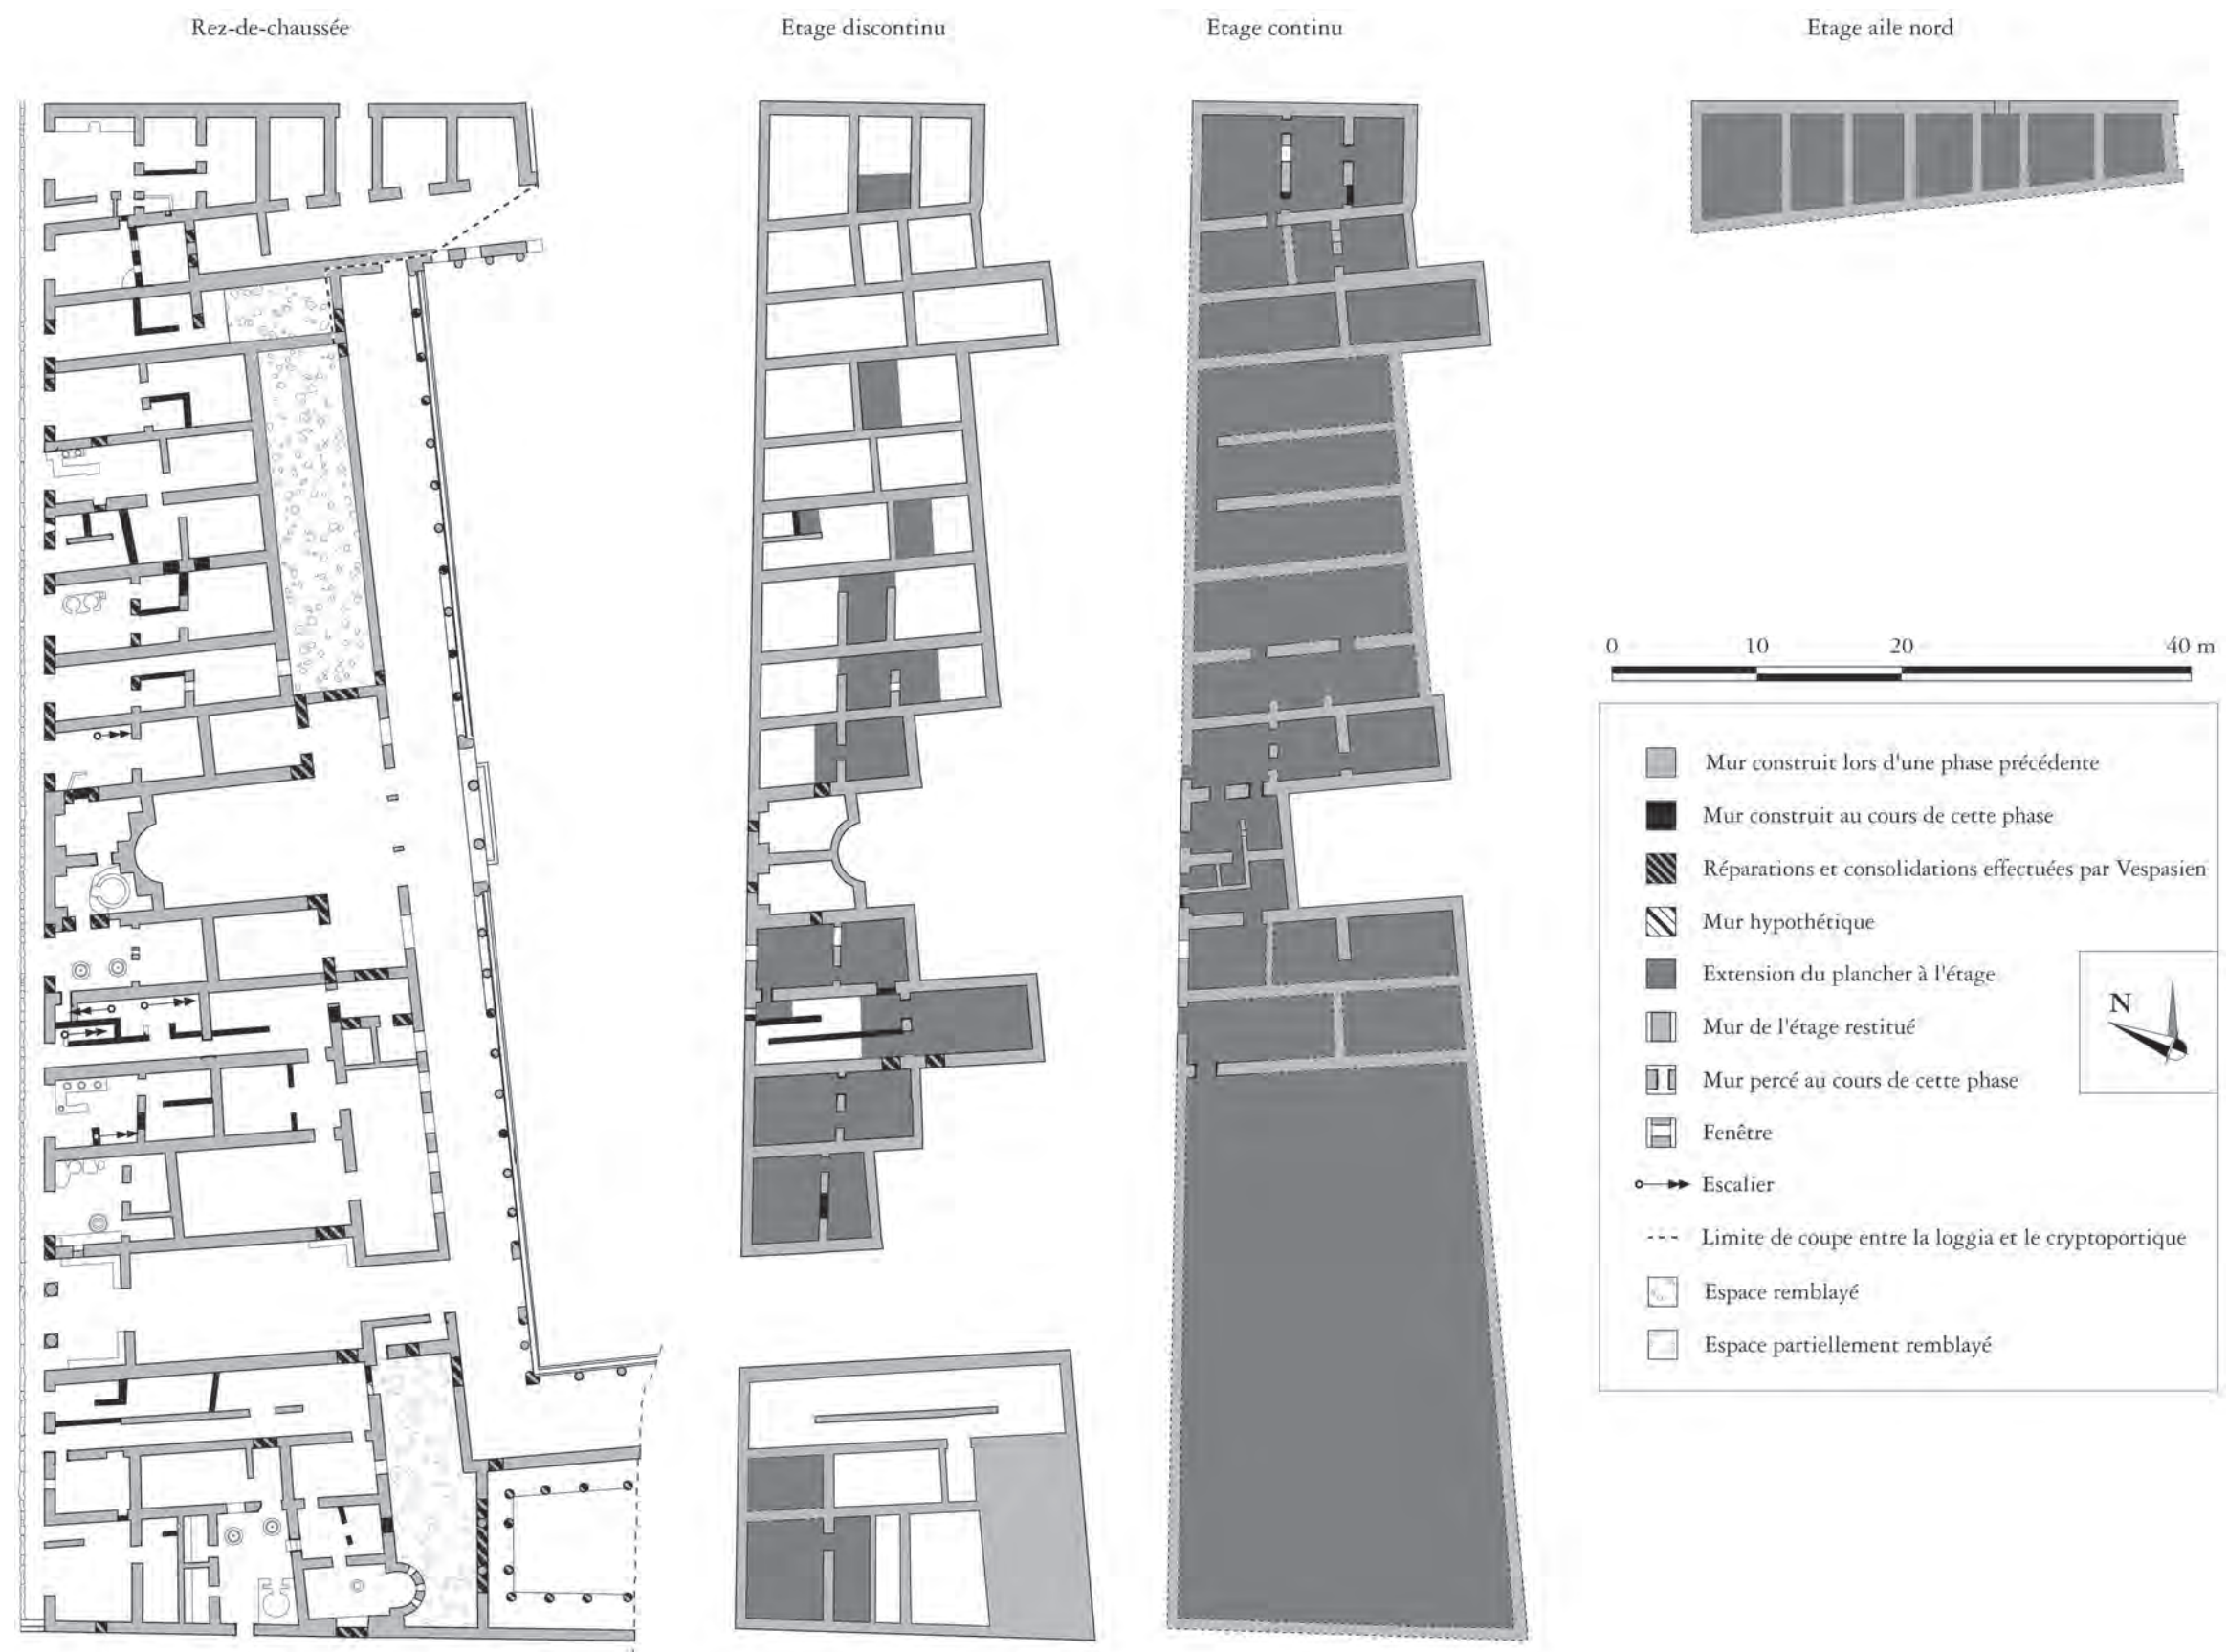 Rez-de-chaussée
Etage discontinu
Etage continu
Etage aile nord
0 10 20 40 m
Mur construit lors d'une phase précédente
Mur construit au cours de cette phase
Réparations et consolidations effectuées par Vespasien
Mur hypothétique
Extension du plancher à l'étage
Mur de l'étage restitué
Mur percé au cours de cette phase
Fenêtre
Escalier
Limite de coupe entre la loggia et le cryptoportique
Espace remblayé
Espace partiellement remblayé
N